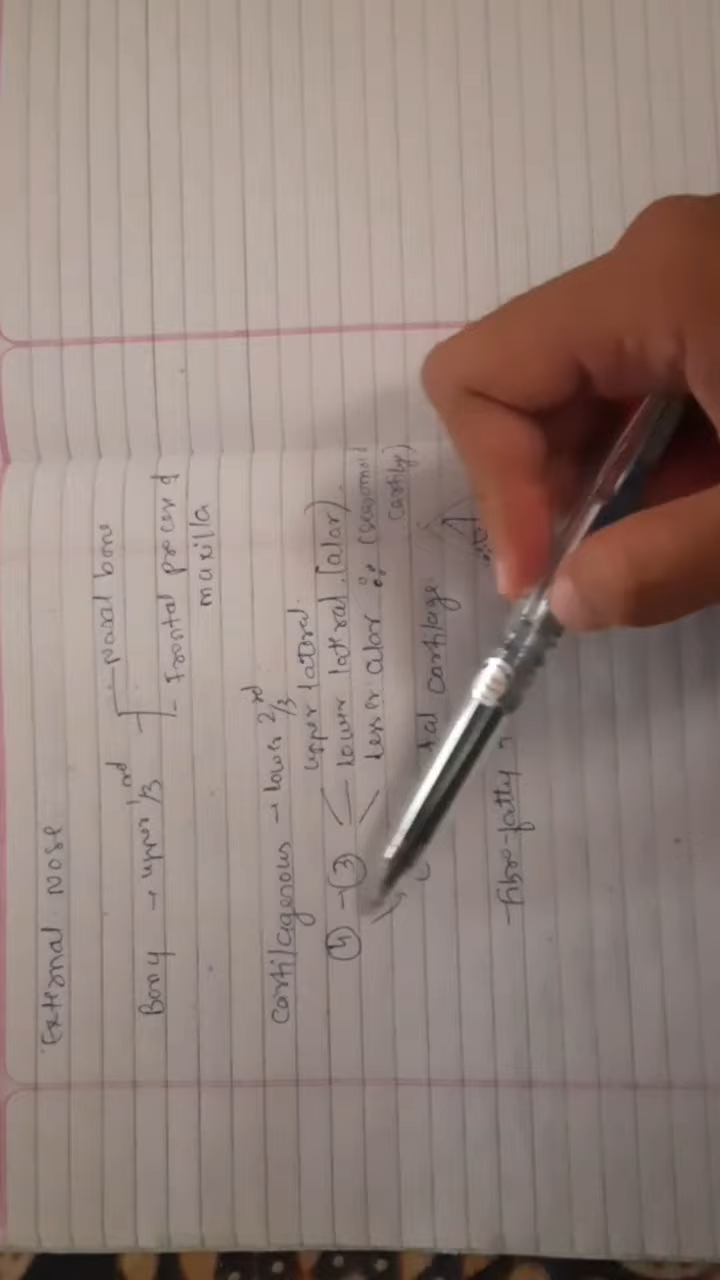 External Nose
nasal bone
Bony → upper 1/3rd
- Frontal process of
maxilla
Cartilagenous → lower 2/3rd
upper lateral.
④ - ③ lower lateral. (alar).
lesser alar or (sesamoid
cartilage)
cartilage
- fibro-fatty